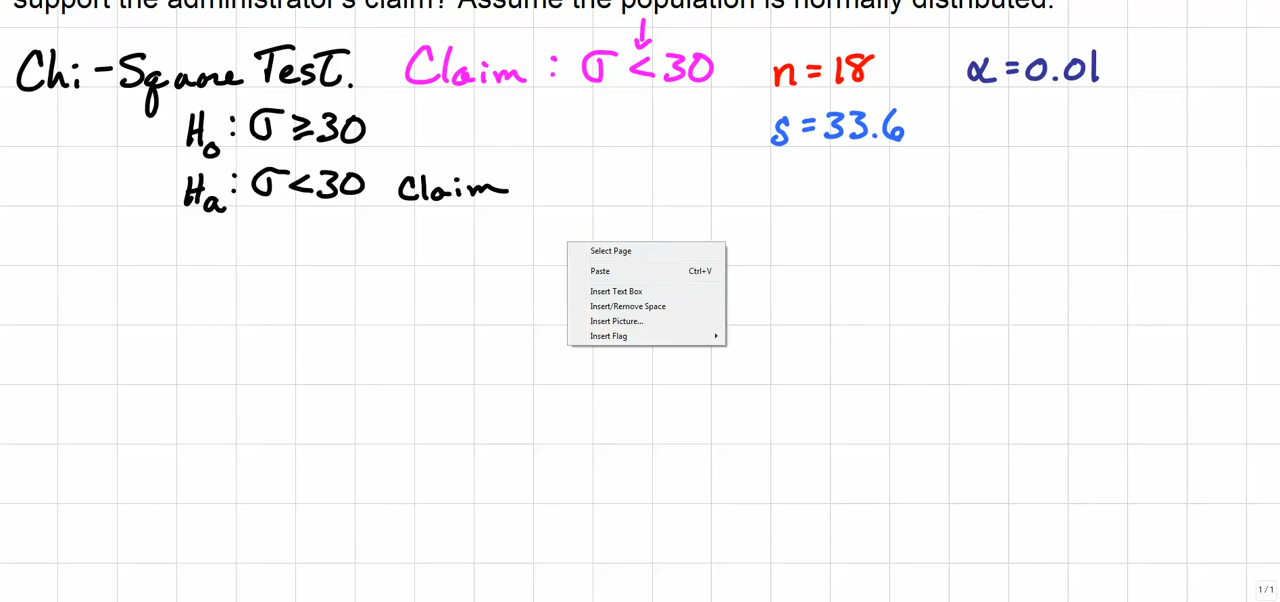 support the administrator's claim? Assume the population is normally distributed.
Chi-Square Test.
Claim : σ < 30
n = 18
α = 0.01
H₀ : σ ≥ 30
s = 33.6
Hₐ : σ < 30 Claim
Select Page
Paste Ctrl+V
Insert Text Box
Insert/Remove Space
Insert Picture...
Insert Flag
1 / 1